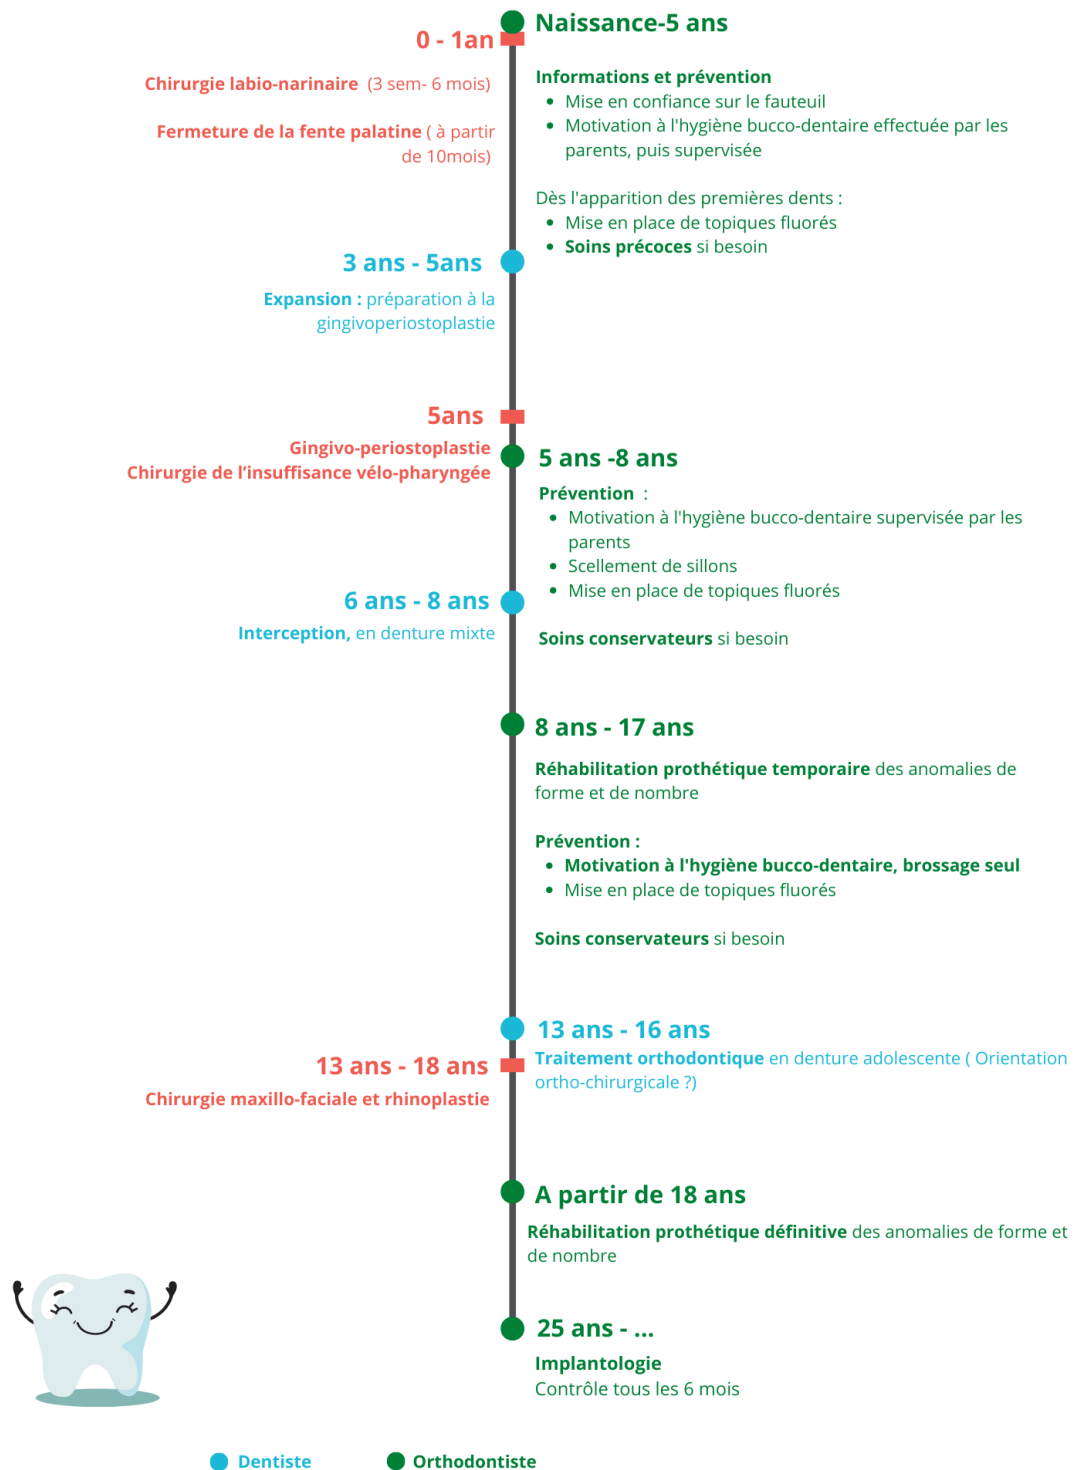 Naissance-5 ans
0 - 1an
Chirurgie labio-narinaire (3 sem- 6 mois)
Fermeture de la fente palatine ( à partir
de 10mois)
Informations et prévention
• Mise en confiance sur le fauteuil
• Motivation à l'hygiène bucco-dentaire effectuée par les
parents, puis supervisée
Dès l'apparition des premières dents :
• Mise en place de topiques fluorés
• Soins précoces si besoin
3 ans - 5ans
Expansion : préparation à la
gingivoperiostoplastie
5ans
Gingivo-periostoplastie
Chirurgie de l’insuffisance vélo-pharyngée
5 ans -8 ans
Prévention :
• Motivation à l'hygiène bucco-dentaire supervisée par les
parents
• Scellement de sillons
• Mise en place de topiques fluorés
Soins conservateurs si besoin
6 ans - 8 ans
Interception, en denture mixte
8 ans - 17 ans
Réhabilitation prothétique temporaire des anomalies de
forme et de nombre
Prévention :
• Motivation à l'hygiène bucco-dentaire, brossage seul
• Mise en place de topiques fluorés
Soins conservateurs si besoin
13 ans - 16 ans
Traitement orthodontique en denture adolescente ( Orientation
ortho-chirurgicale ?)
13 ans - 18 ans
Chirurgie maxillo-faciale et rhinoplastie
A partir de 18 ans
Réhabilitation prothétique définitive des anomalies de forme et
de nombre
25 ans - ...
Implantologie
Contrôle tous les 6 mois
Dentiste
Orthodontiste